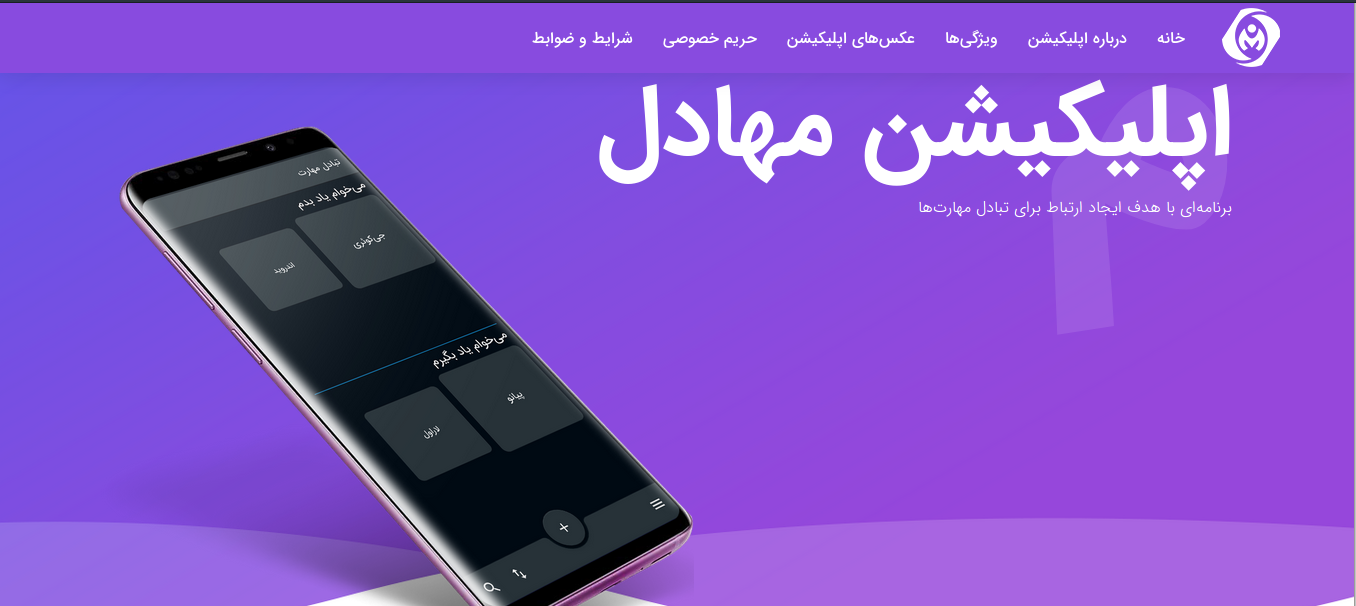 خانه
درباره اپلیکیشن
ویژگی‌ها
عکس‌های اپلیکیشن
حریم خصوصی
شرایط و ضوابط
م
اپلیکیشن مهادل
برنامه‌ای با هدف ایجاد ارتباط برای تبادل مهارت‌ها
تبادل مهارت
می‌خوام یاد بدم
جی‌کوئری
اندروید
می‌خوام یاد بگیرم
پیانو
لاراول